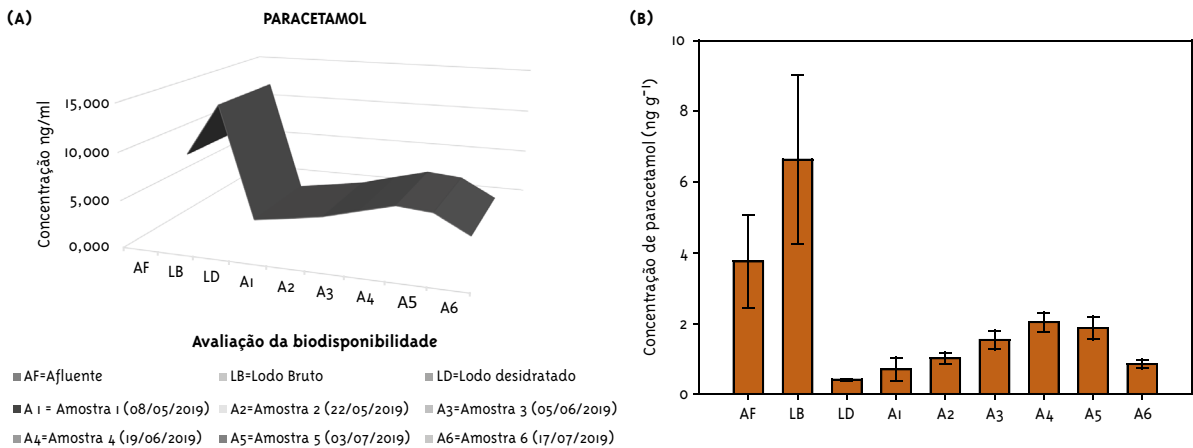 (A)
PARACETAMOL
Concentração ng/ml
15,000
10,000
5,000
0,000
AF LB LD A1 A2 A3 A4 A5 A6
Avaliação da biodisponibilidade
AF=Afluente LB=Lodo Bruto LD=Lodo desidratado
A 1 = Amostra 1 (08/05/2019) A2=Amostra 2 (22/05/2019) A3=Amostra 3 (05/06/2019)
A4=Amostra 4 (19/06/2019) A5=Amostra 5 (03/07/2019) A6=Amostra 6 (17/07/2019)
(B)
Concentração de paracetamol (ng g⁻¹)
10
8
6
4
2
0
AF LB LD A1 A2 A3 A4 A5 A6